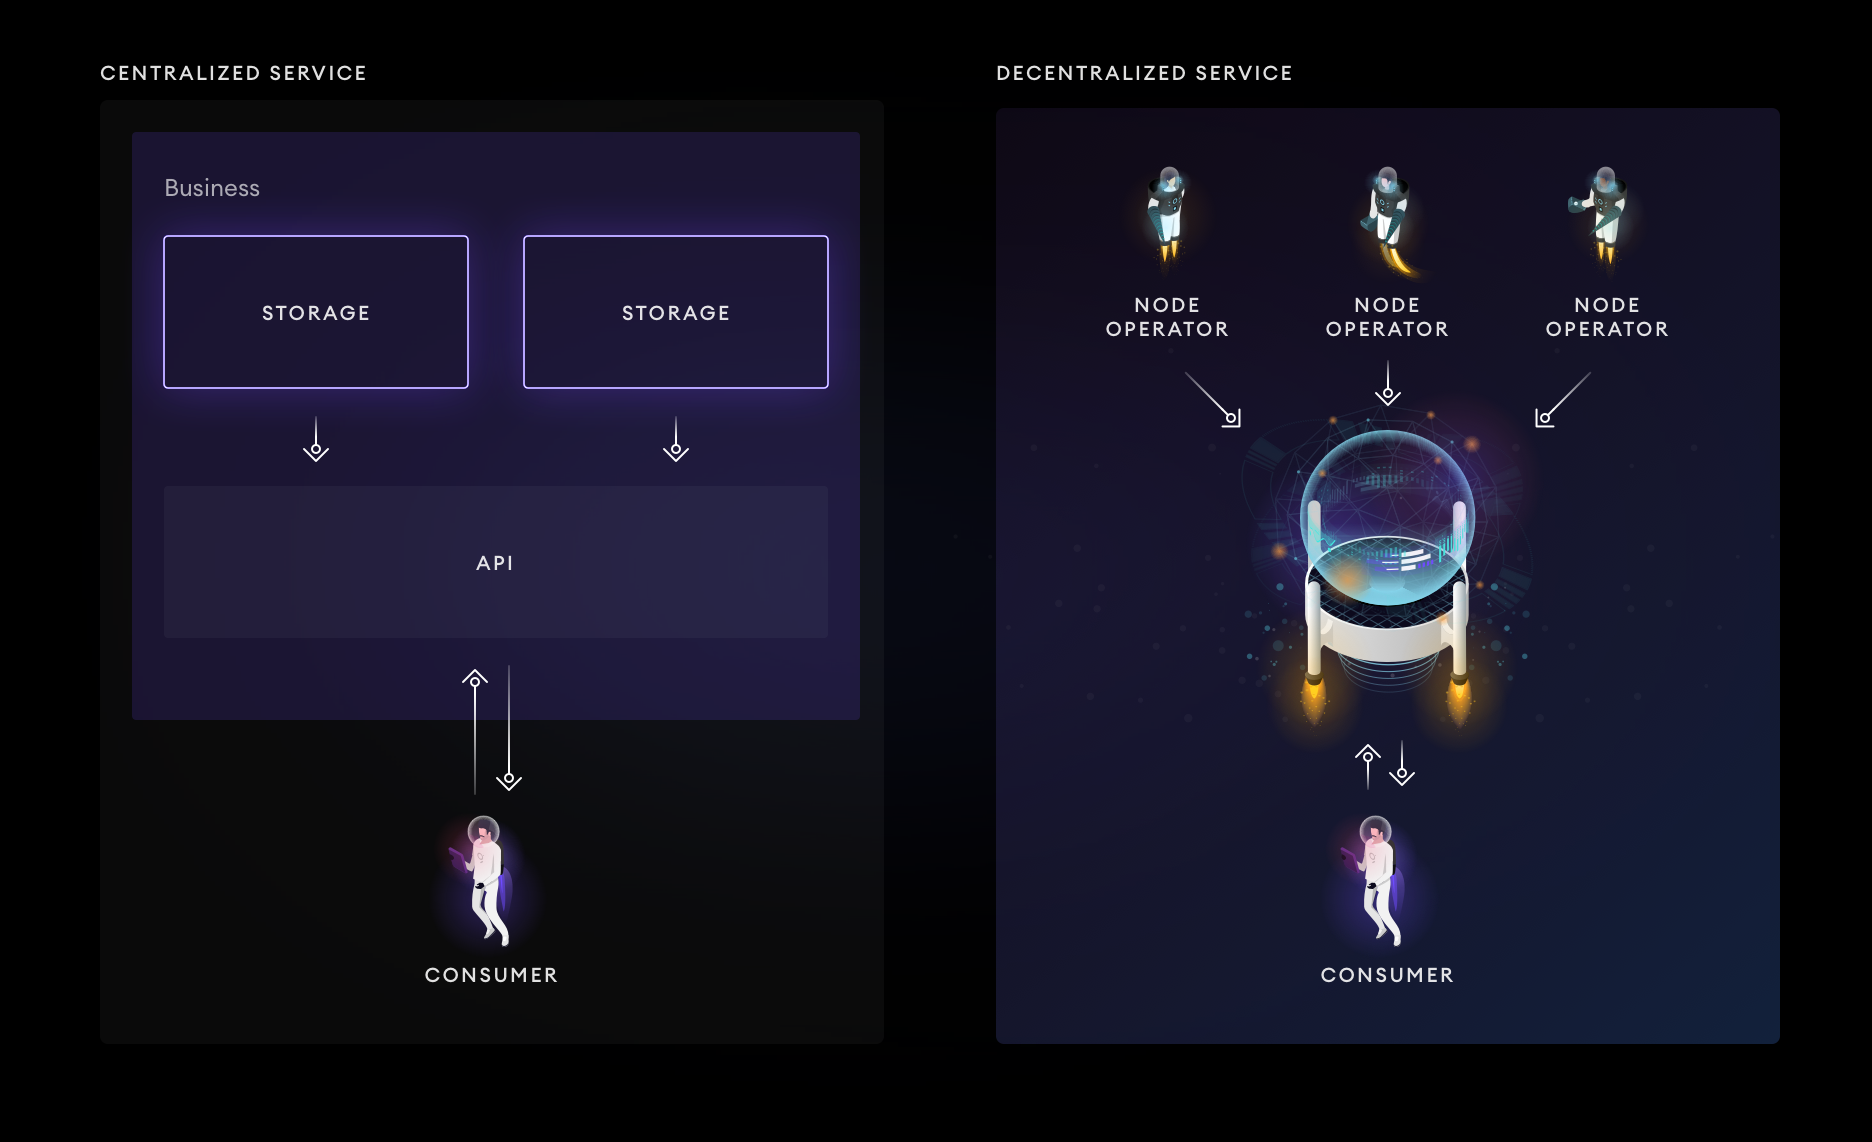 CENTRALIZED SERVICE
Business
STORAGE
STORAGE
API
CONSUMER
DECENTRALIZED SERVICE
NODE
OPERATOR
NODE
OPERATOR
NODE
OPERATOR
CONSUMER